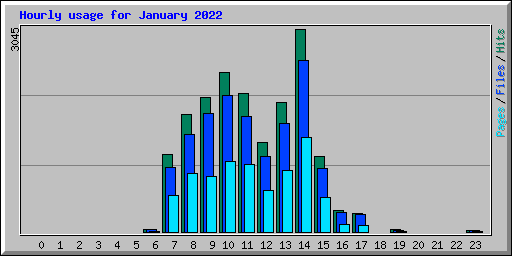 Hourly usage for January 2022
3045
Pages/Files/Hits
0 1 2 3 4 5 6 7 8 9 10 11 12 13 14 15 16 17 18 19 20 21 22 23